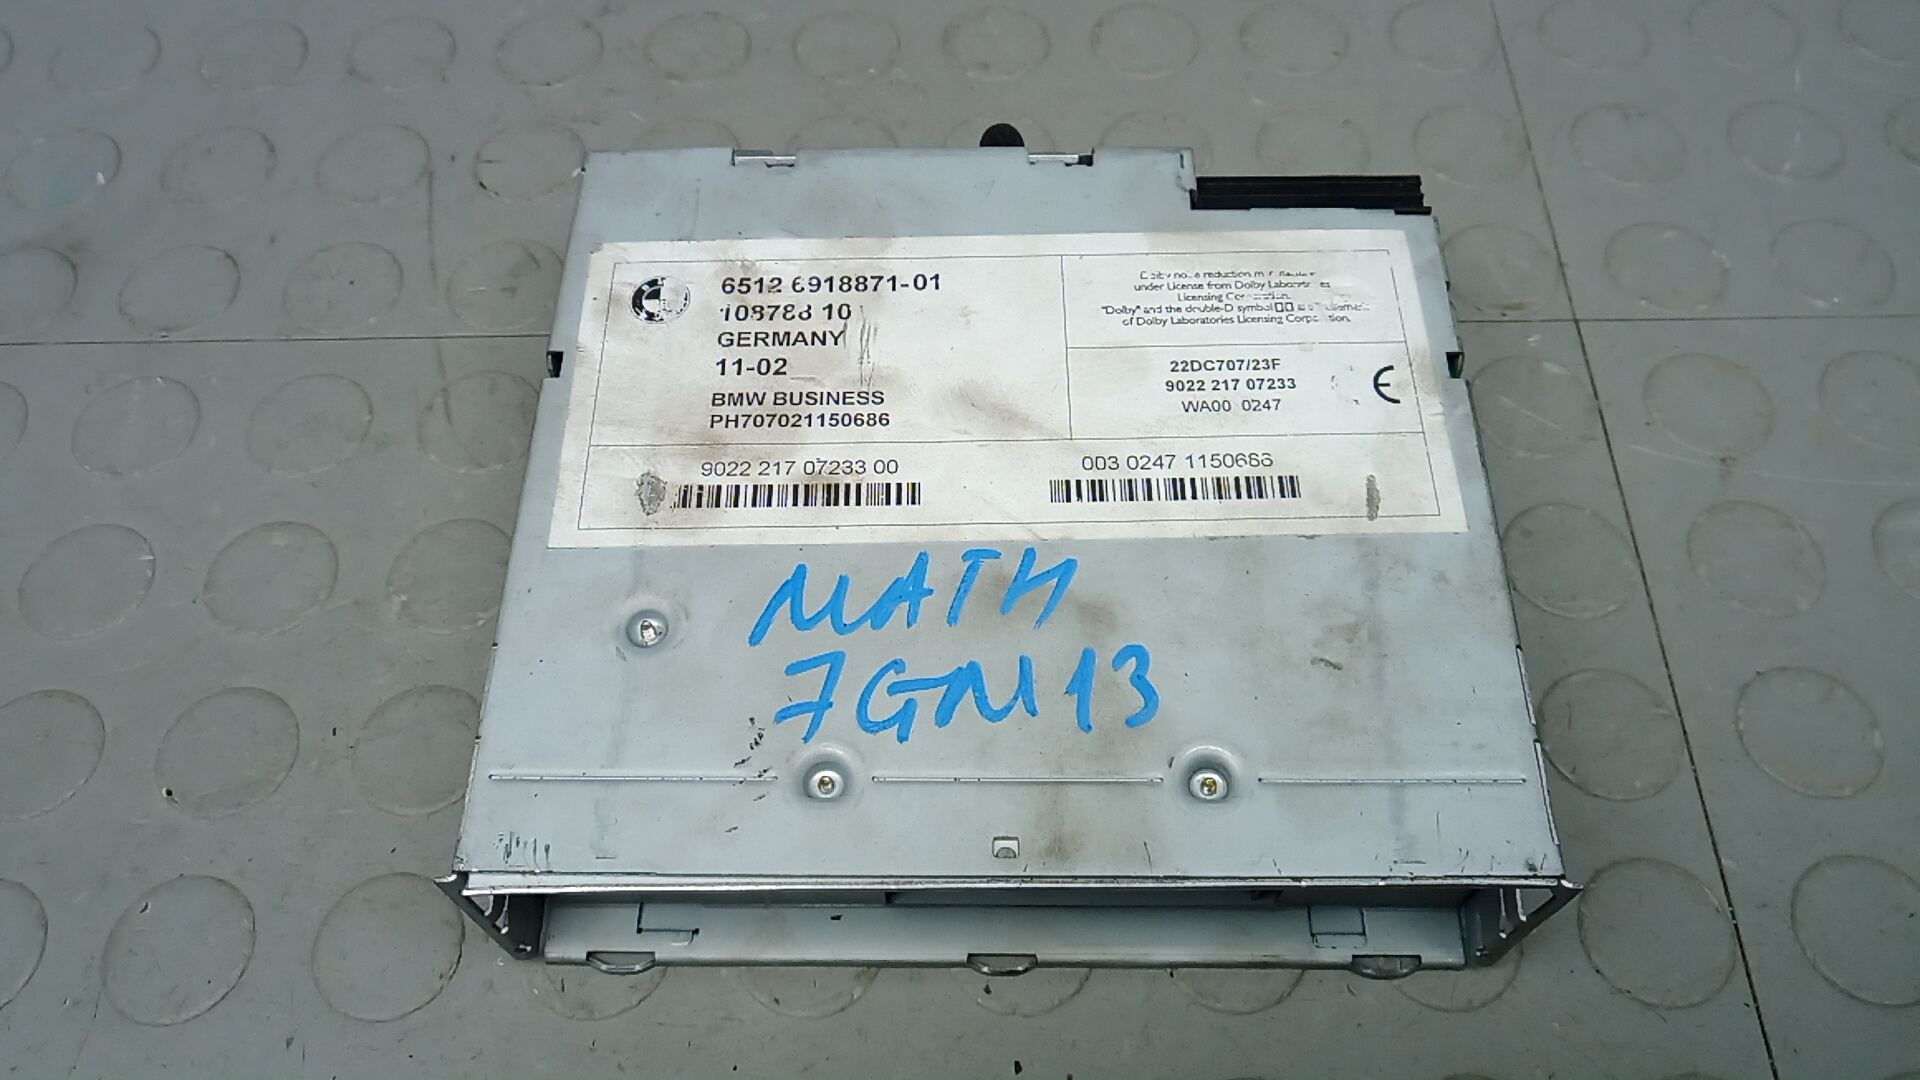 6512 6918871-01
108788 10
GERMANY
11-02
BMW BUSINESS
PH707021150686
reduction
under License from Dolby Laboratories
Licensing
"Dolby" and the double-D symbol
of Dolby Laboratories Licensing Corporation.
22DC707/23F
9022 217 07233
WA00 0247
CE
9022 217 07233 00
003 0247 1150686
MATH
7GM13